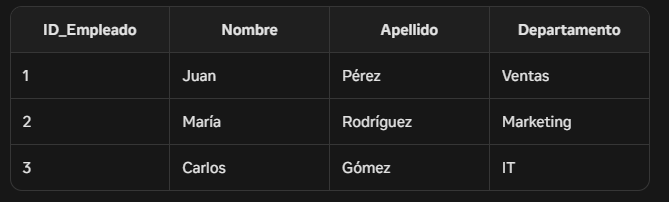 ID_Empleado Nombre Apellido Departamento
1 Juan Pérez Ventas
2 María Rodríguez Marketing
3 Carlos Gómez IT